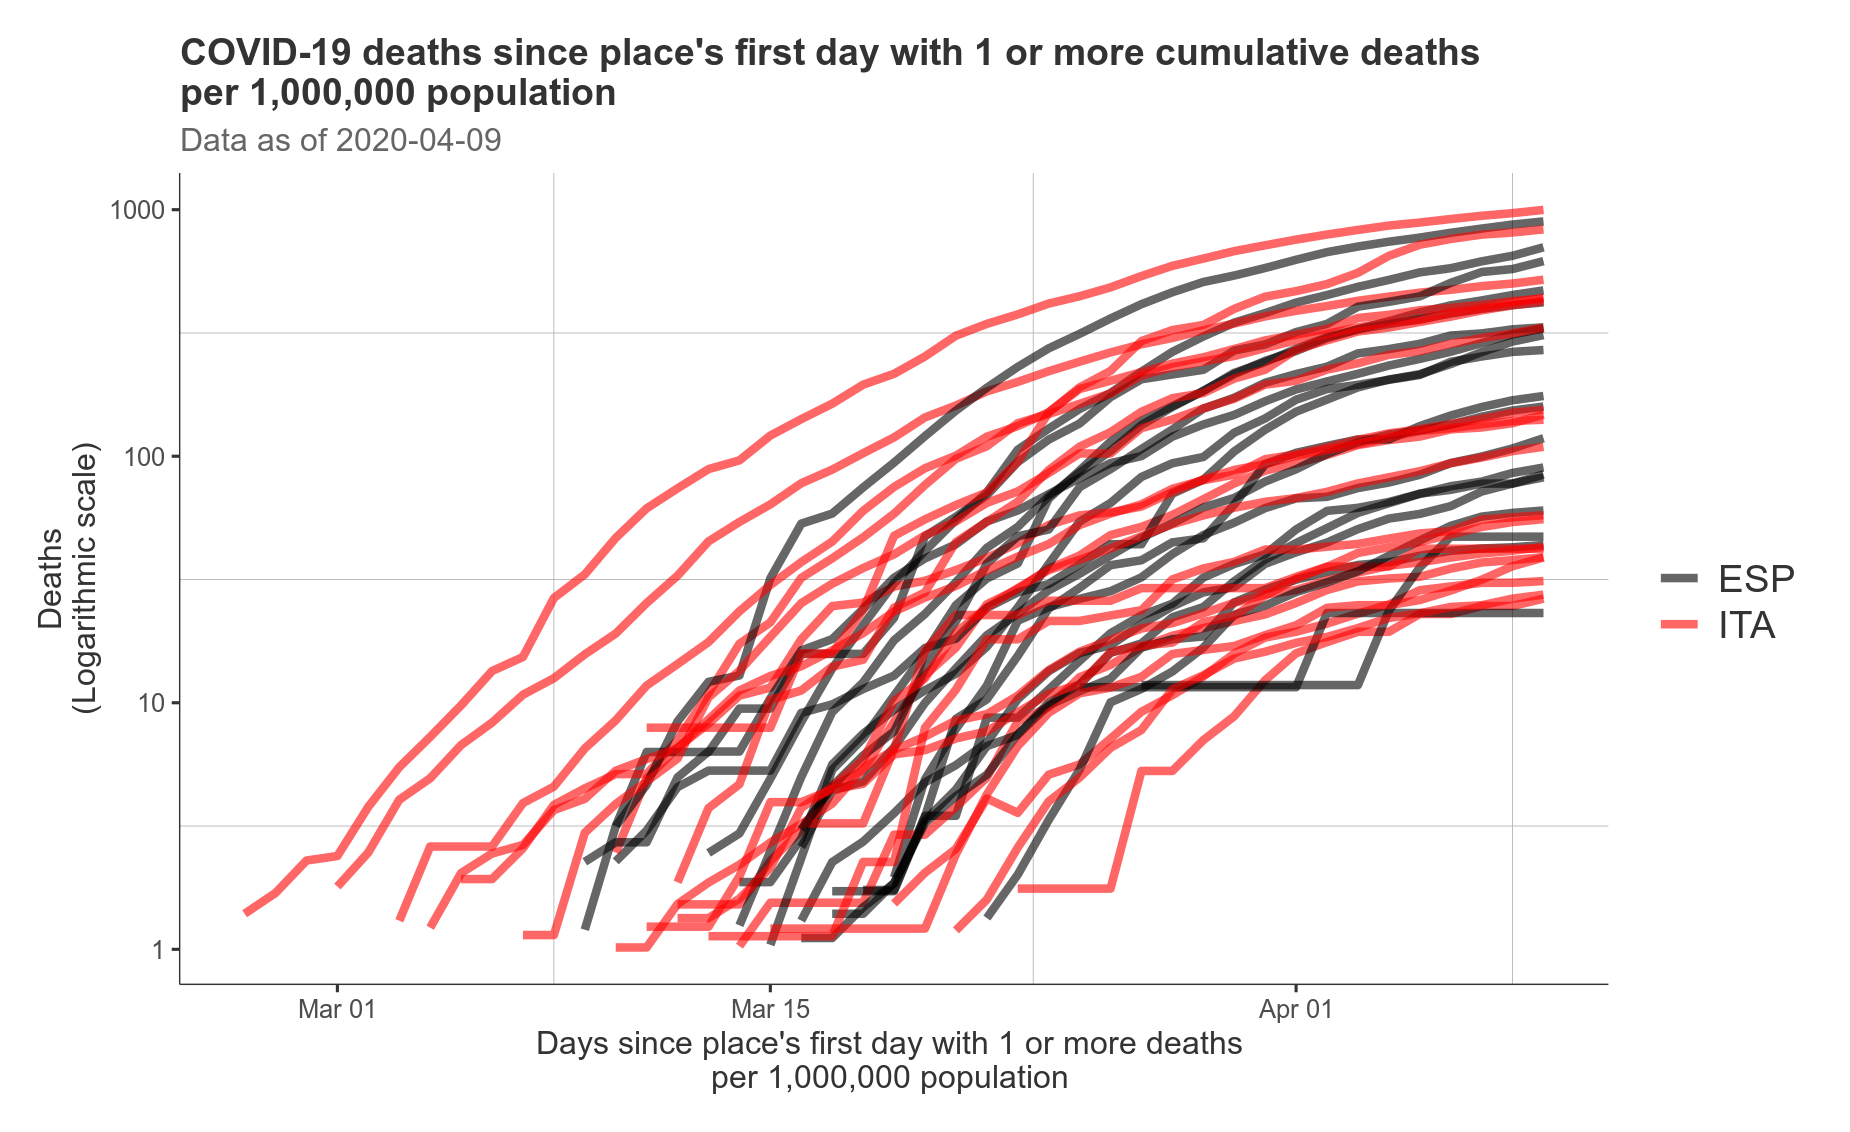 COVID-19 deaths since place's first day with 1 or more cumulative deaths
per 1,000,000 population
Data as of 2020-04-09
Deaths
(Logarithmic scale)
1000
100
10
1
Mar 01
Mar 15
Apr 01
Days since place's first day with 1 or more deaths
per 1,000,000 population
ESP
ITA